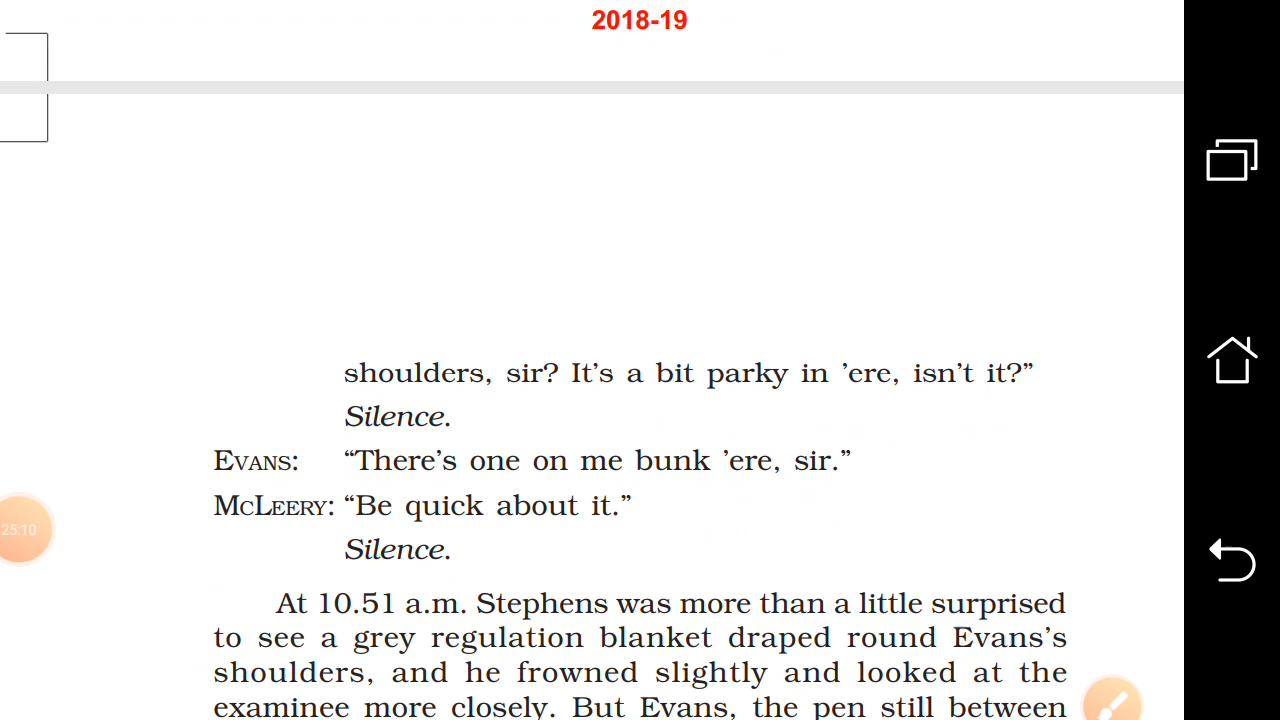 2018-19
shoulders, sir? It’s a bit parky in ’ere, isn’t it?”
Silence.
EVANS: “There’s one on me bunk ’ere, sir.”
MCLEERY: “Be quick about it.”
Silence.
25:10
At 10.51 a.m. Stephens was more than a little surprised
to see a grey regulation blanket draped round Evans’s
shoulders, and he frowned slightly and looked at the
examinee more closely. But Evans, the pen still between